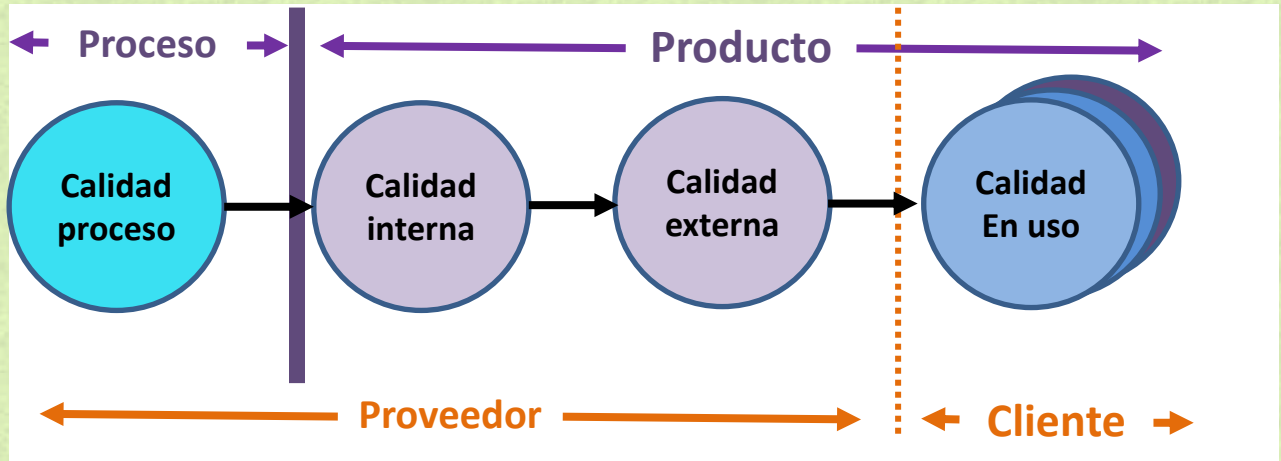 Proceso
Producto
Calidad
proceso
Calidad
interna
Calidad
externa
Calidad
En uso
Proveedor
Cliente